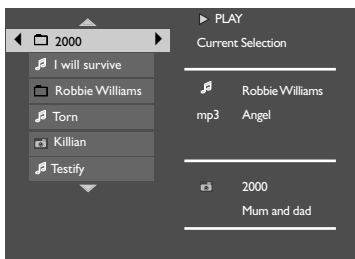 2000
I will survive
Robbie Williams
Torn
Killian
Testify
PLAY
Current Selection
Robbie Williams
mp3 Angel
2000
Mum and dad